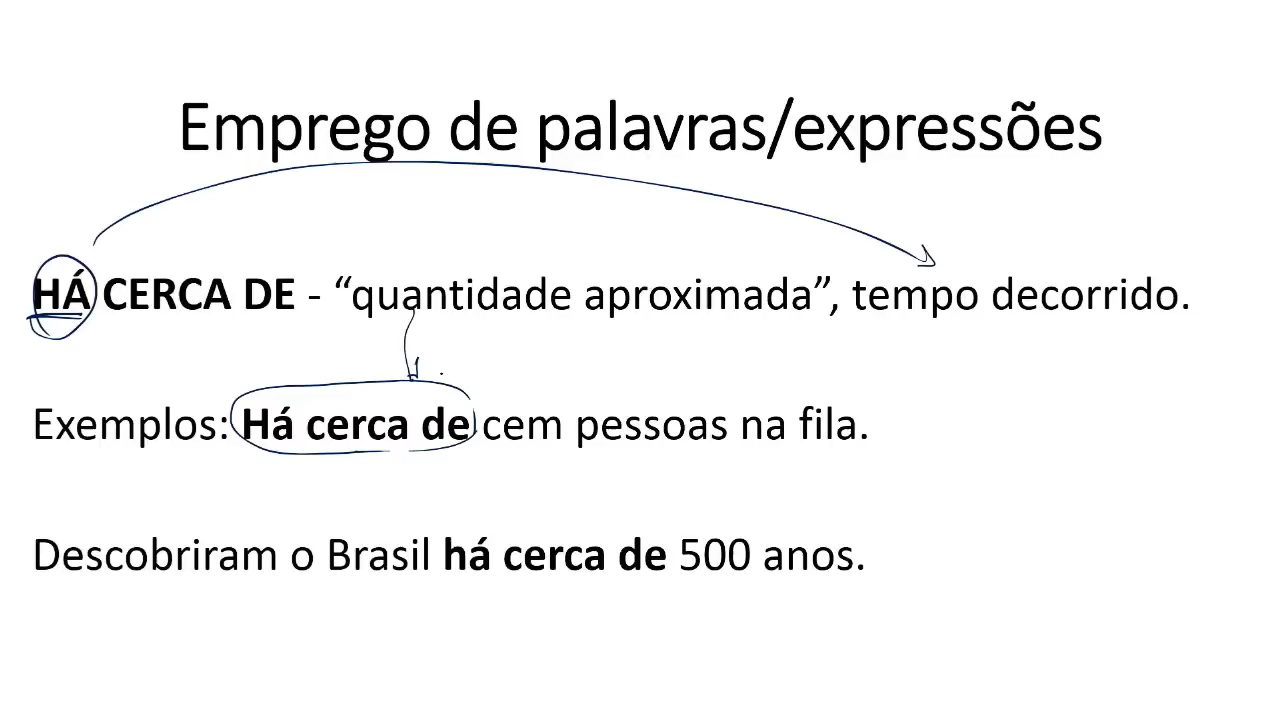 Emprego de palavras/expressões
HÁ CERCA DE - “quantidade aproximada”, tempo decorrido.
Exemplos: Há cerca de cem pessoas na fila.
Descobriram o Brasil há cerca de 500 anos.